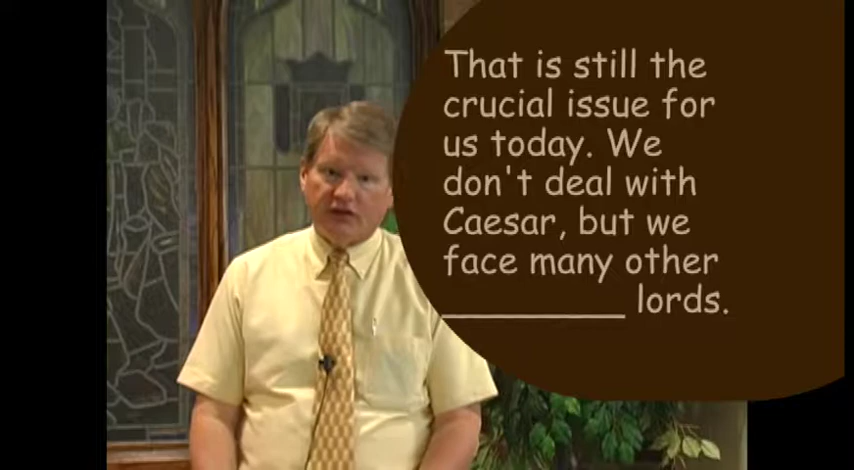 That is still the
crucial issue for
us today. We
don't deal with
Caesar, but we
face many other
__________ lords.